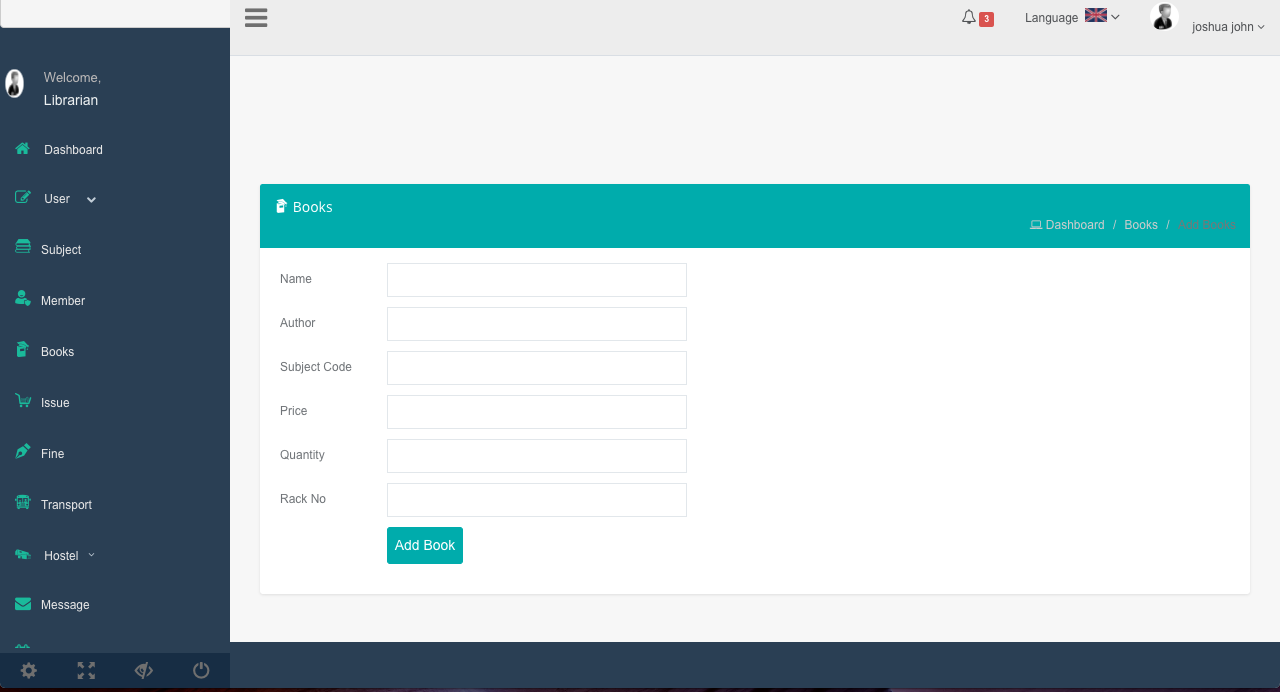 3
Language
joshua john
Welcome,
Librarian
Dashboard
User
Subject
Member
Books
Issue
Fine
Transport
Hostel
Message
Books
Dashboard / Books / Add Books
Name
Author
Subject Code
Price
Quantity
Rack No
Add Book